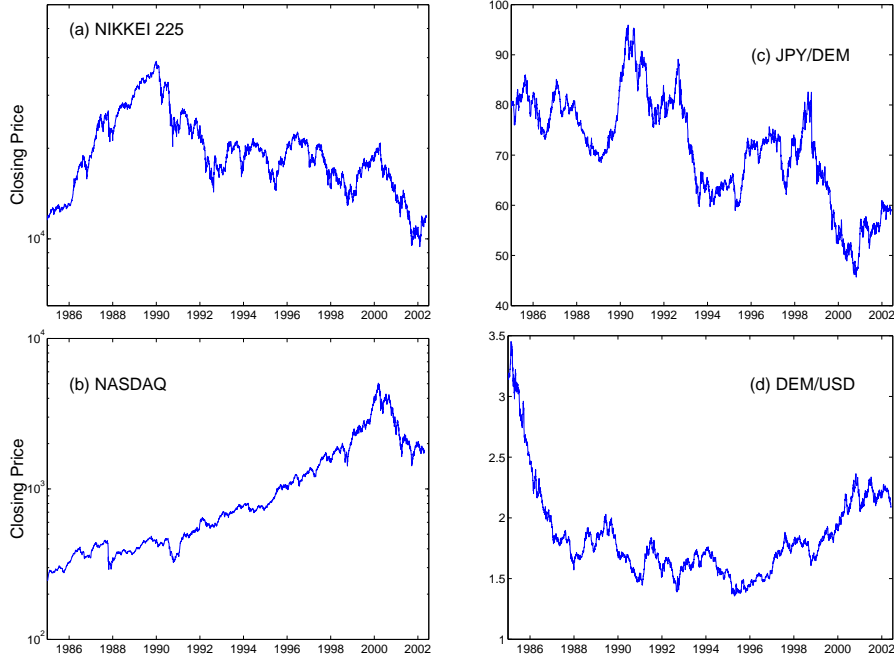 (a) NIKKEI 225
Closing Price
10^4
1986 1988 1990 1992 1994 1996 1998 2000 2002
(c) JPY/DEM
100
90
80
70
60
50
40
1986 1988 1990 1992 1994 1996 1998 2000 2002
(b) NASDAQ
Closing Price
10^4
10^3
10^2
1986 1988 1990 1992 1994 1996 1998 2000 2002
(d) DEM/USD
3.5
3
2.5
2
1.5
1
1986 1988 1990 1992 1994 1996 1998 2000 2002